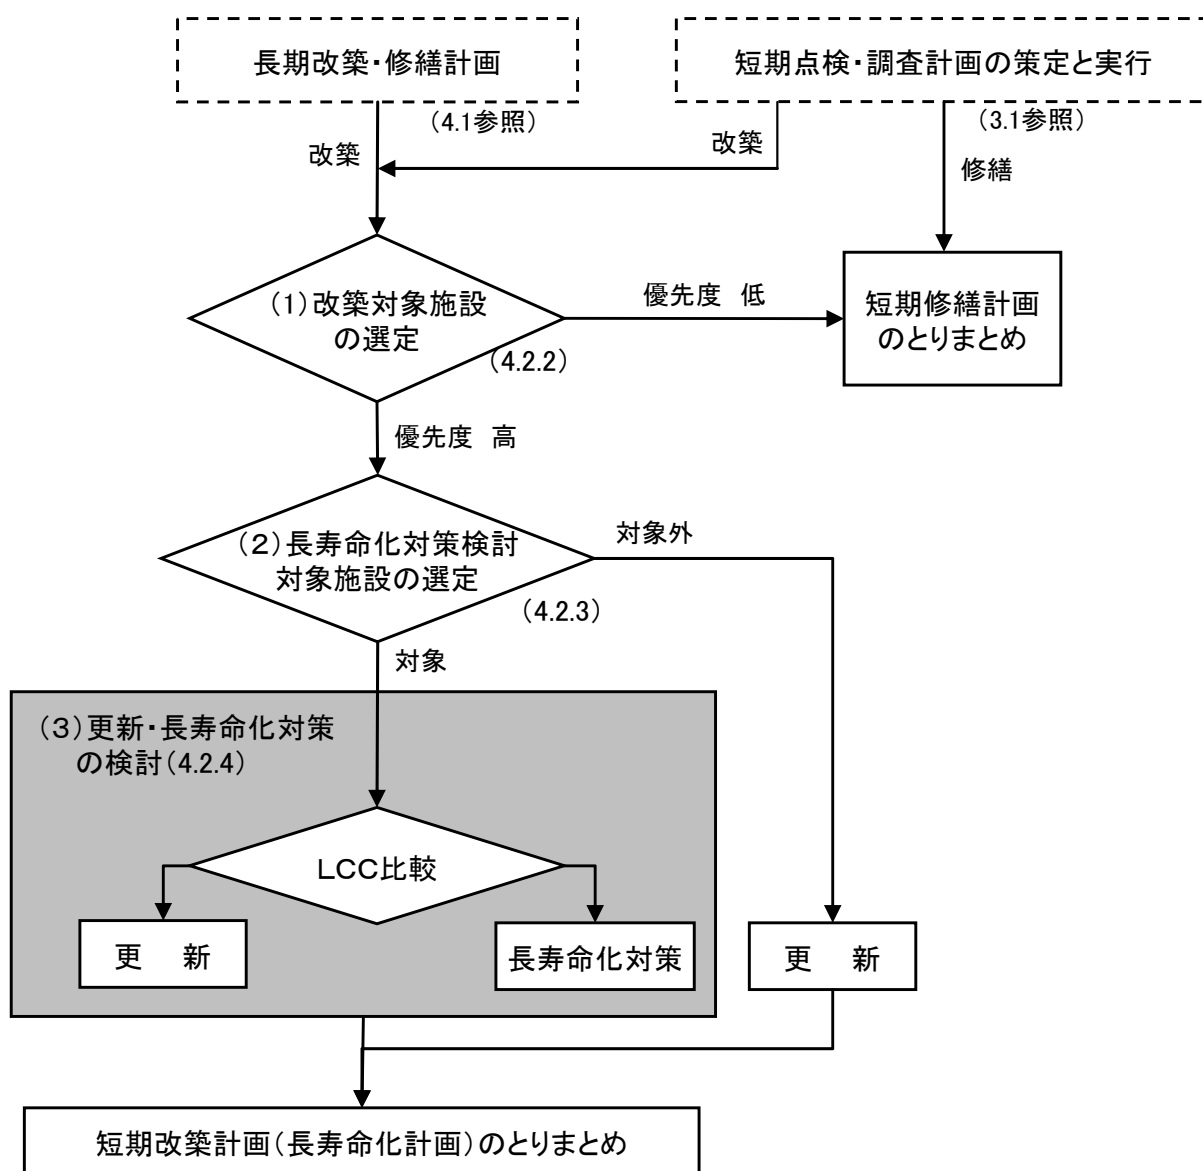 長期改築・修繕計画
短期点検・調査計画の策定と実行
(4.1参照)
(3.1参照)
改築
改築
修繕
(1)改築対象施設
の選定
(4.2.2)
優先度 低
短期修繕計画
のとりまとめ
優先度 高
(2)長寿命化対策検討
対象施設の選定
(4.2.3)
対象外
対象
(3)更新・長寿命化対策
の検討(4.2.4)
LCC比較
更 新
長寿命化対策
更 新
短期改築計画(長寿命化計画)のとりまとめ